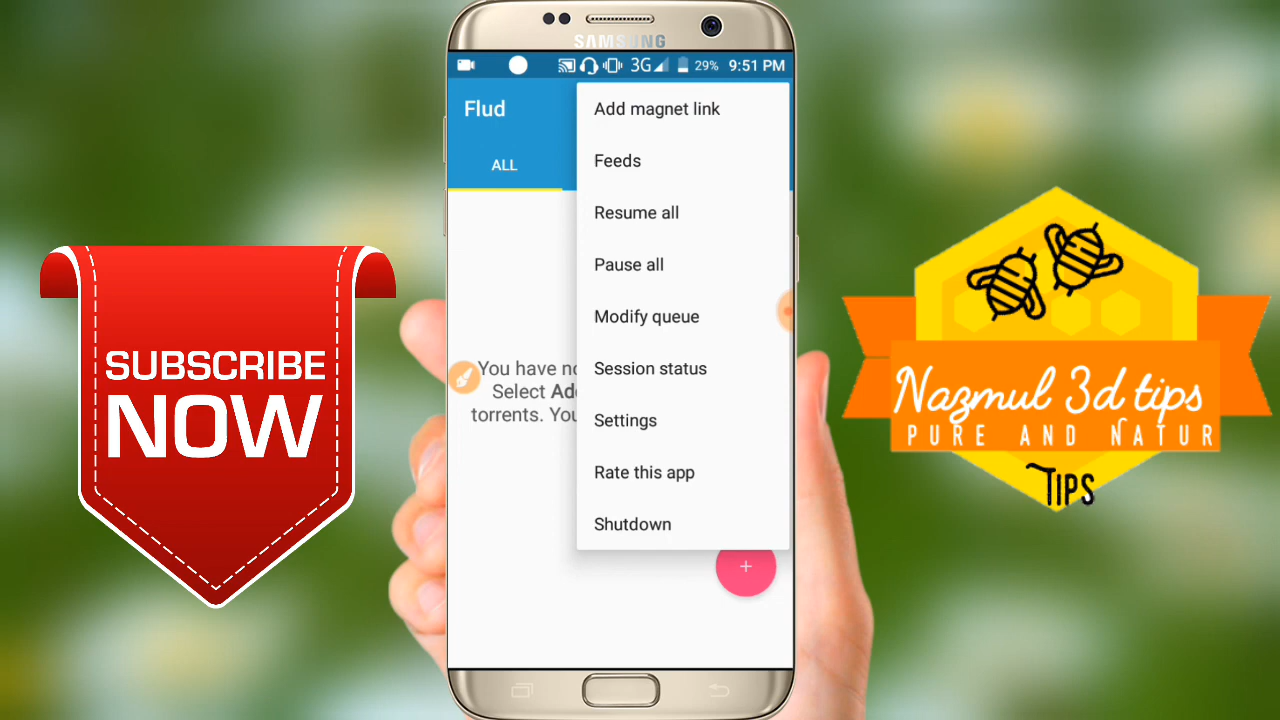 SAMSUNG
3G 29% 9:51 PM
Flud
ALL
Add magnet link
Feeds
Resume all
Pause all
Modify queue
Session status
Settings
Rate this app
Shutdown
You have no
Select Ad
torrents. You
+
SUBSCRIBE
NOW
Nazmul 3d tips
PURE AND NATUR
TIPS